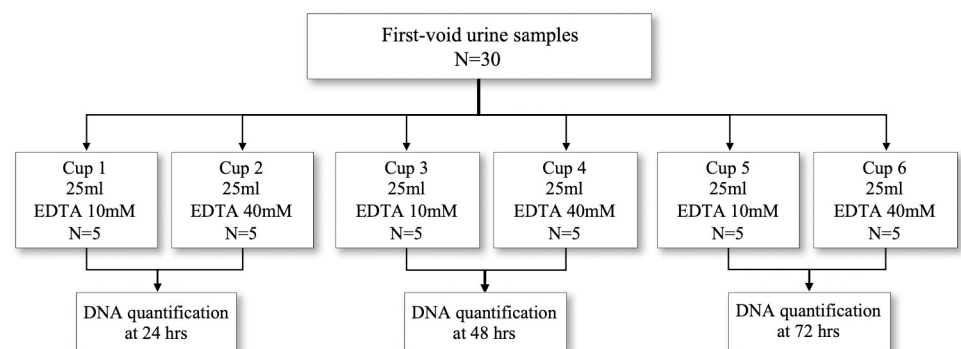 First-void urine samples
N=30
Cup 1
25ml
EDTA 10mM
N=5
Cup 2
25ml
EDTA 40mM
N=5
Cup 3
25ml
EDTA 10mM
N=5
Cup 4
25ml
EDTA 40mM
N=5
Cup 5
25ml
EDTA 10mM
N=5
Cup 6
25ml
EDTA 40mM
N=5
DNA quantification
at 24 hrs
DNA quantification
at 48 hrs
DNA quantification
at 72 hrs